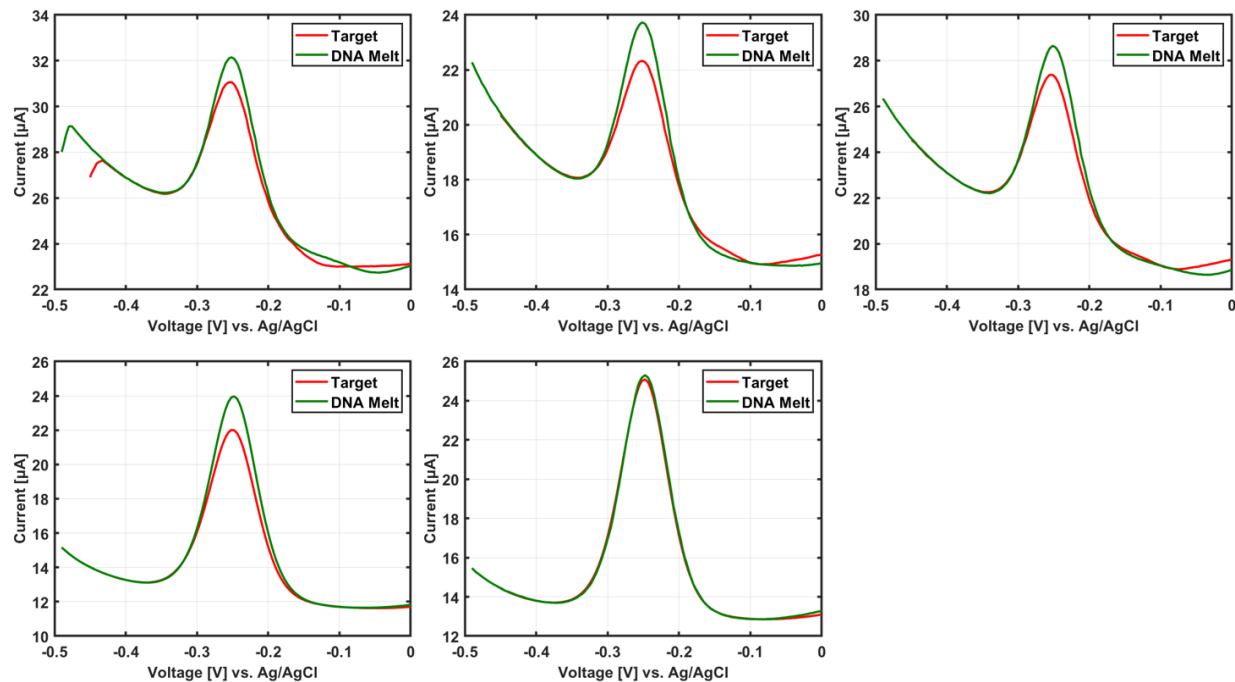 34
32
30
28
26
24
22
Current [µA]
-0.5 -0.4 -0.3 -0.2 -0.1 0
Voltage [V] vs. Ag/AgCl
Target
DNA Melt
24
22
20
18
16
14
Current [µA]
-0.5 -0.4 -0.3 -0.2 -0.1 0
Voltage [V] vs. Ag/AgCl
Target
DNA Melt
30
28
26
24
22
20
18
Current [µA]
-0.5 -0.4 -0.3 -0.2 -0.1 0
Voltage [V] vs. Ag/AgCl
Target
DNA Melt
26
24
22
20
18
16
14
12
10
Current [µA]
-0.5 -0.4 -0.3 -0.2 -0.1 0
Voltage [V] vs. Ag/AgCl
Target
DNA Melt
26
24
22
20
18
16
14
12
Current [µA]
-0.5 -0.4 -0.3 -0.2 -0.1 0
Voltage [V] vs. Ag/AgCl
Target
DNA Melt